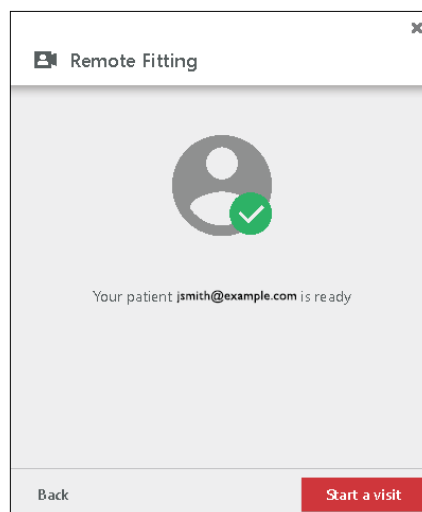 Remote Fitting
Your patient jsmith@example.com is ready
Back
Start a visit